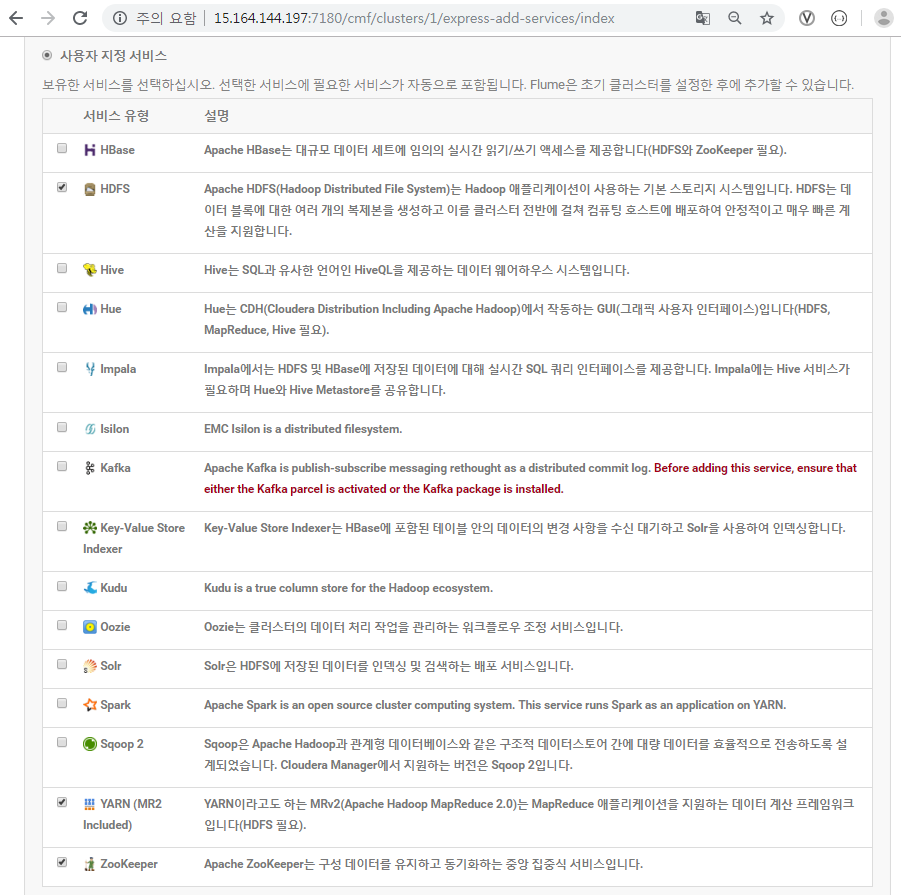 주의 요함 | 15.164.144.197:7180/cmf/clusters/1/express-add-services/index
사용자 지정 서비스
보유한 서비스를 선택하십시오. 선택한 서비스에 필요한 서비스가 자동으로 포함됩니다. Flume은 초기 클러스터를 설정한 후에 추가할 수 있습니다.
서비스 유형 설명
HBase Apache HBase는 대규모 데이터 세트에 임의의 실시간 읽기/쓰기 액세스를 제공합니다(HDFS와 ZooKeeper 필요).
HDFS Apache HDFS(Hadoop Distributed File System)는 Hadoop 애플리케이션이 사용하는 기본 스토리지 시스템입니다. HDFS는 데
이터 블록에 대한 여러 개의 복제본을 생성하고 이를 클러스터 전반에 걸쳐 컴퓨팅 호스트에 배포하여 안정적이고 매우 빠른 계
산을 지원합니다.
Hive Hive는 SQL과 유사한 언어인 HiveQL을 제공하는 데이터 웨어하우스 시스템입니다.
Hue Hue는 CDH(Cloudera Distribution Including Apache Hadoop)에서 작동하는 GUI(그래픽 사용자 인터페이스)입니다(HDFS,
MapReduce, Hive 필요).
Impala Impala에서는 HDFS 및 HBase에 저장된 데이터에 대해 실시간 SQL 쿼리 인터페이스를 제공합니다. Impala에는 Hive 서비스가
필요하며 Hue와 Hive Metastore를 공유합니다.
Isilon EMC Isilon is a distributed filesystem.
Kafka Apache Kafka is publish-subscribe messaging rethought as a distributed commit log. Before adding this service, ensure that
either the Kafka parcel is activated or the Kafka package is installed.
Key-Value Store Key-Value Store Indexer는 HBase에 포함된 테이블 안의 데이터의 변경 사항을 수신 대기하고 Solr을 사용하여 인덱싱합니다.
Indexer
Kudu Kudu is a true column store for the Hadoop ecosystem.
Oozie Oozie는 클러스터의 데이터 처리 작업을 관리하는 워크플로우 조정 서비스입니다.
Solr Solr은 HDFS에 저장된 데이터를 인덱싱 및 검색하는 배포 서비스입니다.
Spark Apache Spark is an open source cluster computing system. This service runs Spark as an application on YARN.
Sqoop 2 Sqoop은 Apache Hadoop과 관계형 데이터베이스와 같은 구조적 데이터스토어 간에 대량 데이터를 효율적으로 전송하도록 설
계되었습니다. Cloudera Manager에서 지원하는 버전은 Sqoop 2입니다.
YARN (MR2 YARN이라고도 하는 MRv2(Apache Hadoop MapReduce 2.0)는 MapReduce 애플리케이션을 지원하는 데이터 계산 프레임워크
Included) 입니다(HDFS 필요).
ZooKeeper Apache ZooKeeper는 구성 데이터를 유지하고 동기화하는 중앙 집중식 서비스입니다.